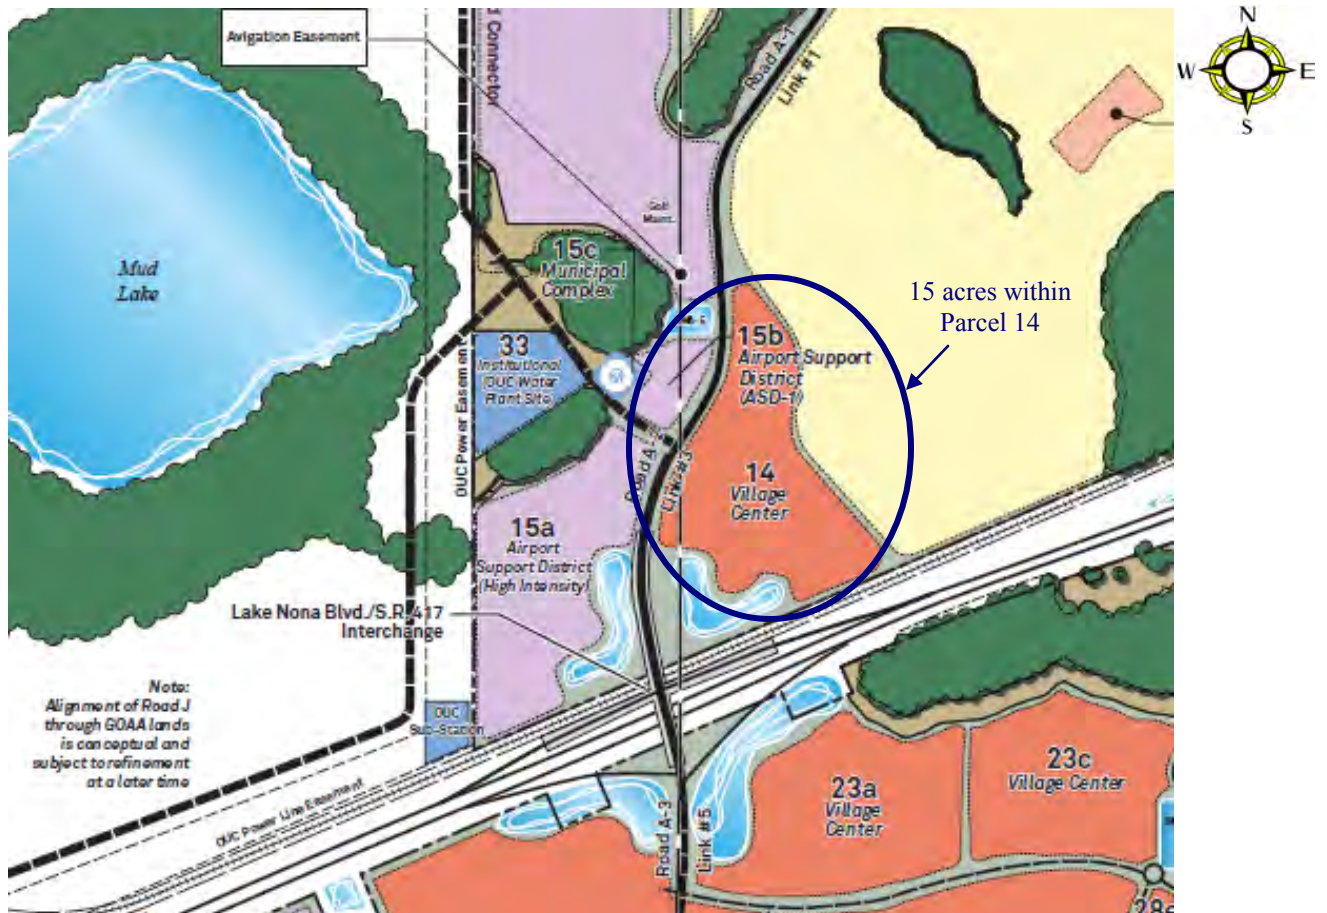 N
W
E
S
Avigation Easement
Connector
Road A-1
Link #1
Mud
Lake
Golf
Maint.
15c
Municipal
Complex
15 acres within
Parcel 14
33
Institutional
(OUC Water
Plant Site)
15b
Airport Support
District
(ASD-1)
OUC Power Easement
Road A-
Link #3
14
Village
Center
15a
Airport
Support District
(High Intensity)
Lake Nona Blvd./S.R. 417
Interchange
Note:
Alignment of Road J
through GOAA lands
is conceptual and
subject to refinement
at a later time
OUC
Sub-Station
OUC Power Line Easement
23a
Village
Center
23c
Village Center
Road A-3
Link #5